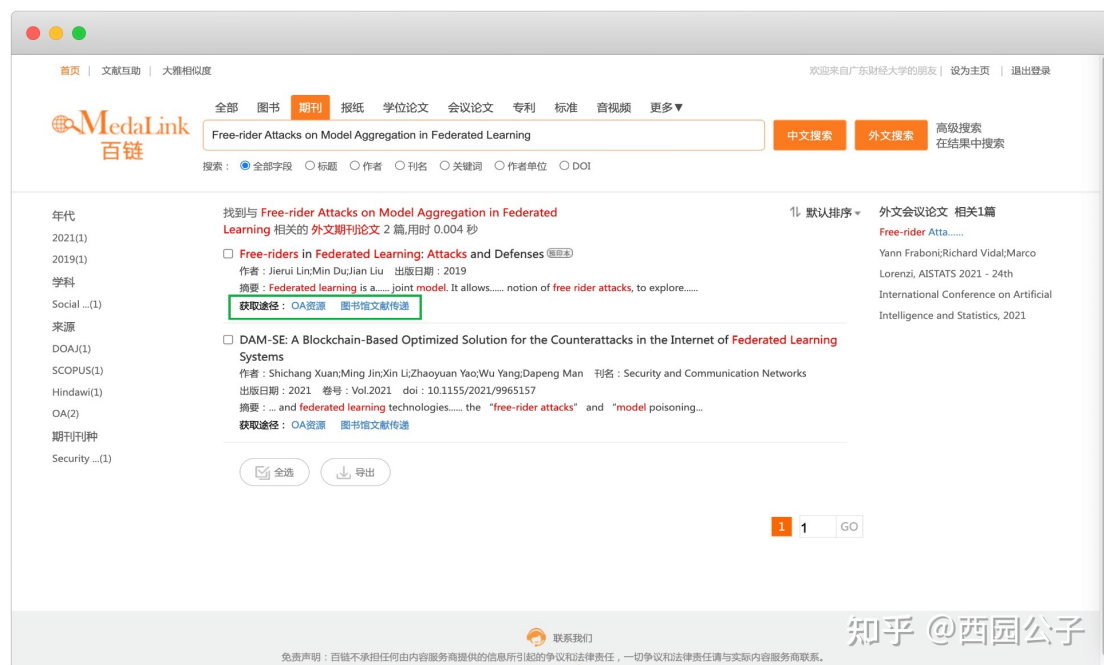 首页 | 文献互助 | 大雅相似度
欢迎来自广东财经大学的朋友 | 设为主页 | 退出登录
MedaLink
百链
全部 图书 期刊 报纸 学位论文 会议论文 专利 标准 音视频 更多▼
Free-rider Attacks on Model Aggregation in Federated Learning
中文搜索 外文搜索
高级搜索
在结果中搜索
搜索: 全部字段 标题 作者 刊名 关键词 作者单位 DOI
年代
2021(1)
2019(1)
学科
Social ...(1)
来源
DOAJ(1)
SCOPUS(1)
Hindawi(1)
OA(2)
期刊刊种
Security ...(1)
找到与 Free-rider Attacks on Model Aggregation in Federated
Learning 相关的 外文期刊论文 2 篇,用时 0.004 秒
默认排序
Free-riders in Federated Learning: Attacks and Defenses 预印本
作者:Jierui Lin;Min Du;Jian Liu 出版日期:2019
摘要:Federated learning is a...... joint model. It allows...... notion of free rider attacks, to explore......
获取途径: OA资源 图书馆文献传递
DAM-SE: A Blockchain-Based Optimized Solution for the Counterattacks in the Internet of Federated Learning
Systems
作者:Shichang Xuan;Ming Jin;Xin Li;Zhaoyuan Yao;Wu Yang;Dapeng Man 刊名:Security and Communication Networks
出版日期:2021 卷号:Vol.2021 doi:10.1155/2021/9965157
摘要:... and federated learning technologies...... the “free-rider attacks” and “model poisoning...
获取途径: OA资源 图书馆文献传递
全选 导出
1 1 GO
外文会议论文 相关1篇
Free-rider Atta......
Yann Fraboni;Richard Vidal;Marco
Lorenzi, AISTATS 2021 - 24th
International Conference on Artificial
Intelligence and Statistics, 2021
联系我们
免责声明:百链不承担任何由内容服务商提供的信息所引起的争议和法律责任,一切争议和法律责任请与实际内容服务商联系。
知乎 @西园公子